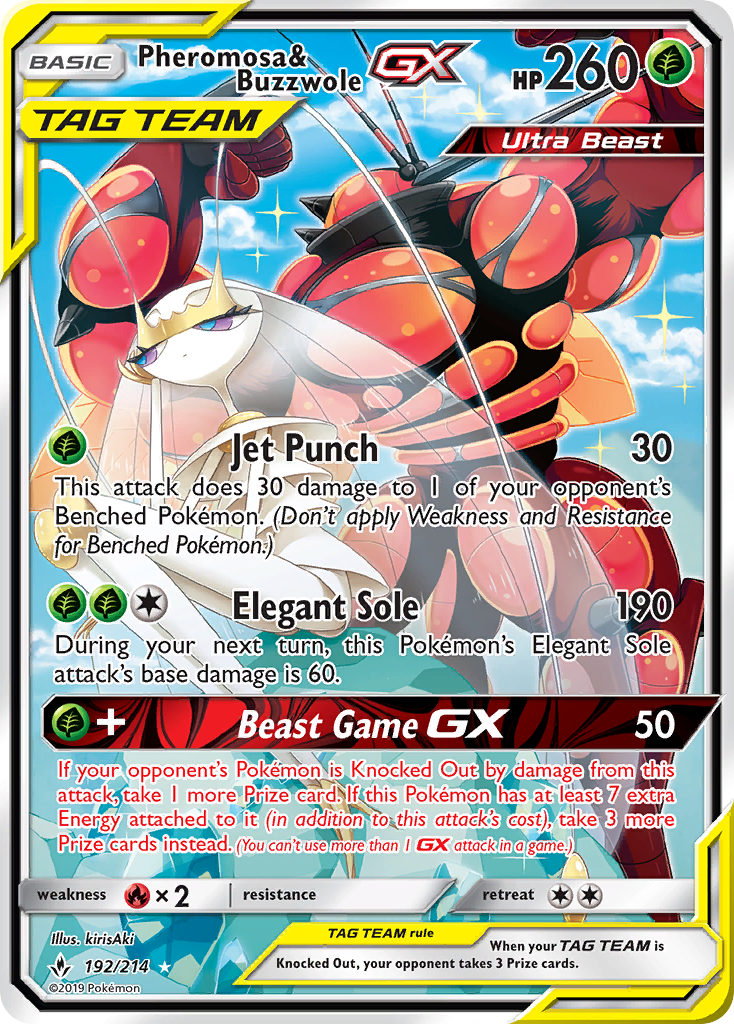 BASIC
Pheromosa&
Buzzwole GX
HP 260
TAG TEAM
Ultra Beast
Jet Punch 30
This attack does 30 damage to 1 of your opponent's
Benched Pokémon. (Don't apply Weakness and Resistance
for Benched Pokémon.)
Elegant Sole 190
During your next turn, this Pokémon's Elegant Sole
attack's base damage is 60.
+ Beast Game GX 50
If your opponent's Pokémon is Knocked Out by damage from this
attack, take 1 more Prize card. If this Pokémon has at least 7 extra
Energy attached to it (in addition to this attack's cost), take 3 more
Prize cards instead. (You can't use more than 1 GX attack in a game.)
weakness ×2 resistance retreat
Illus. kirisAki
192/214
©2019 Pokémon
TAG TEAM rule
When your TAG TEAM is
Knocked Out, your opponent takes 3 Prize cards.